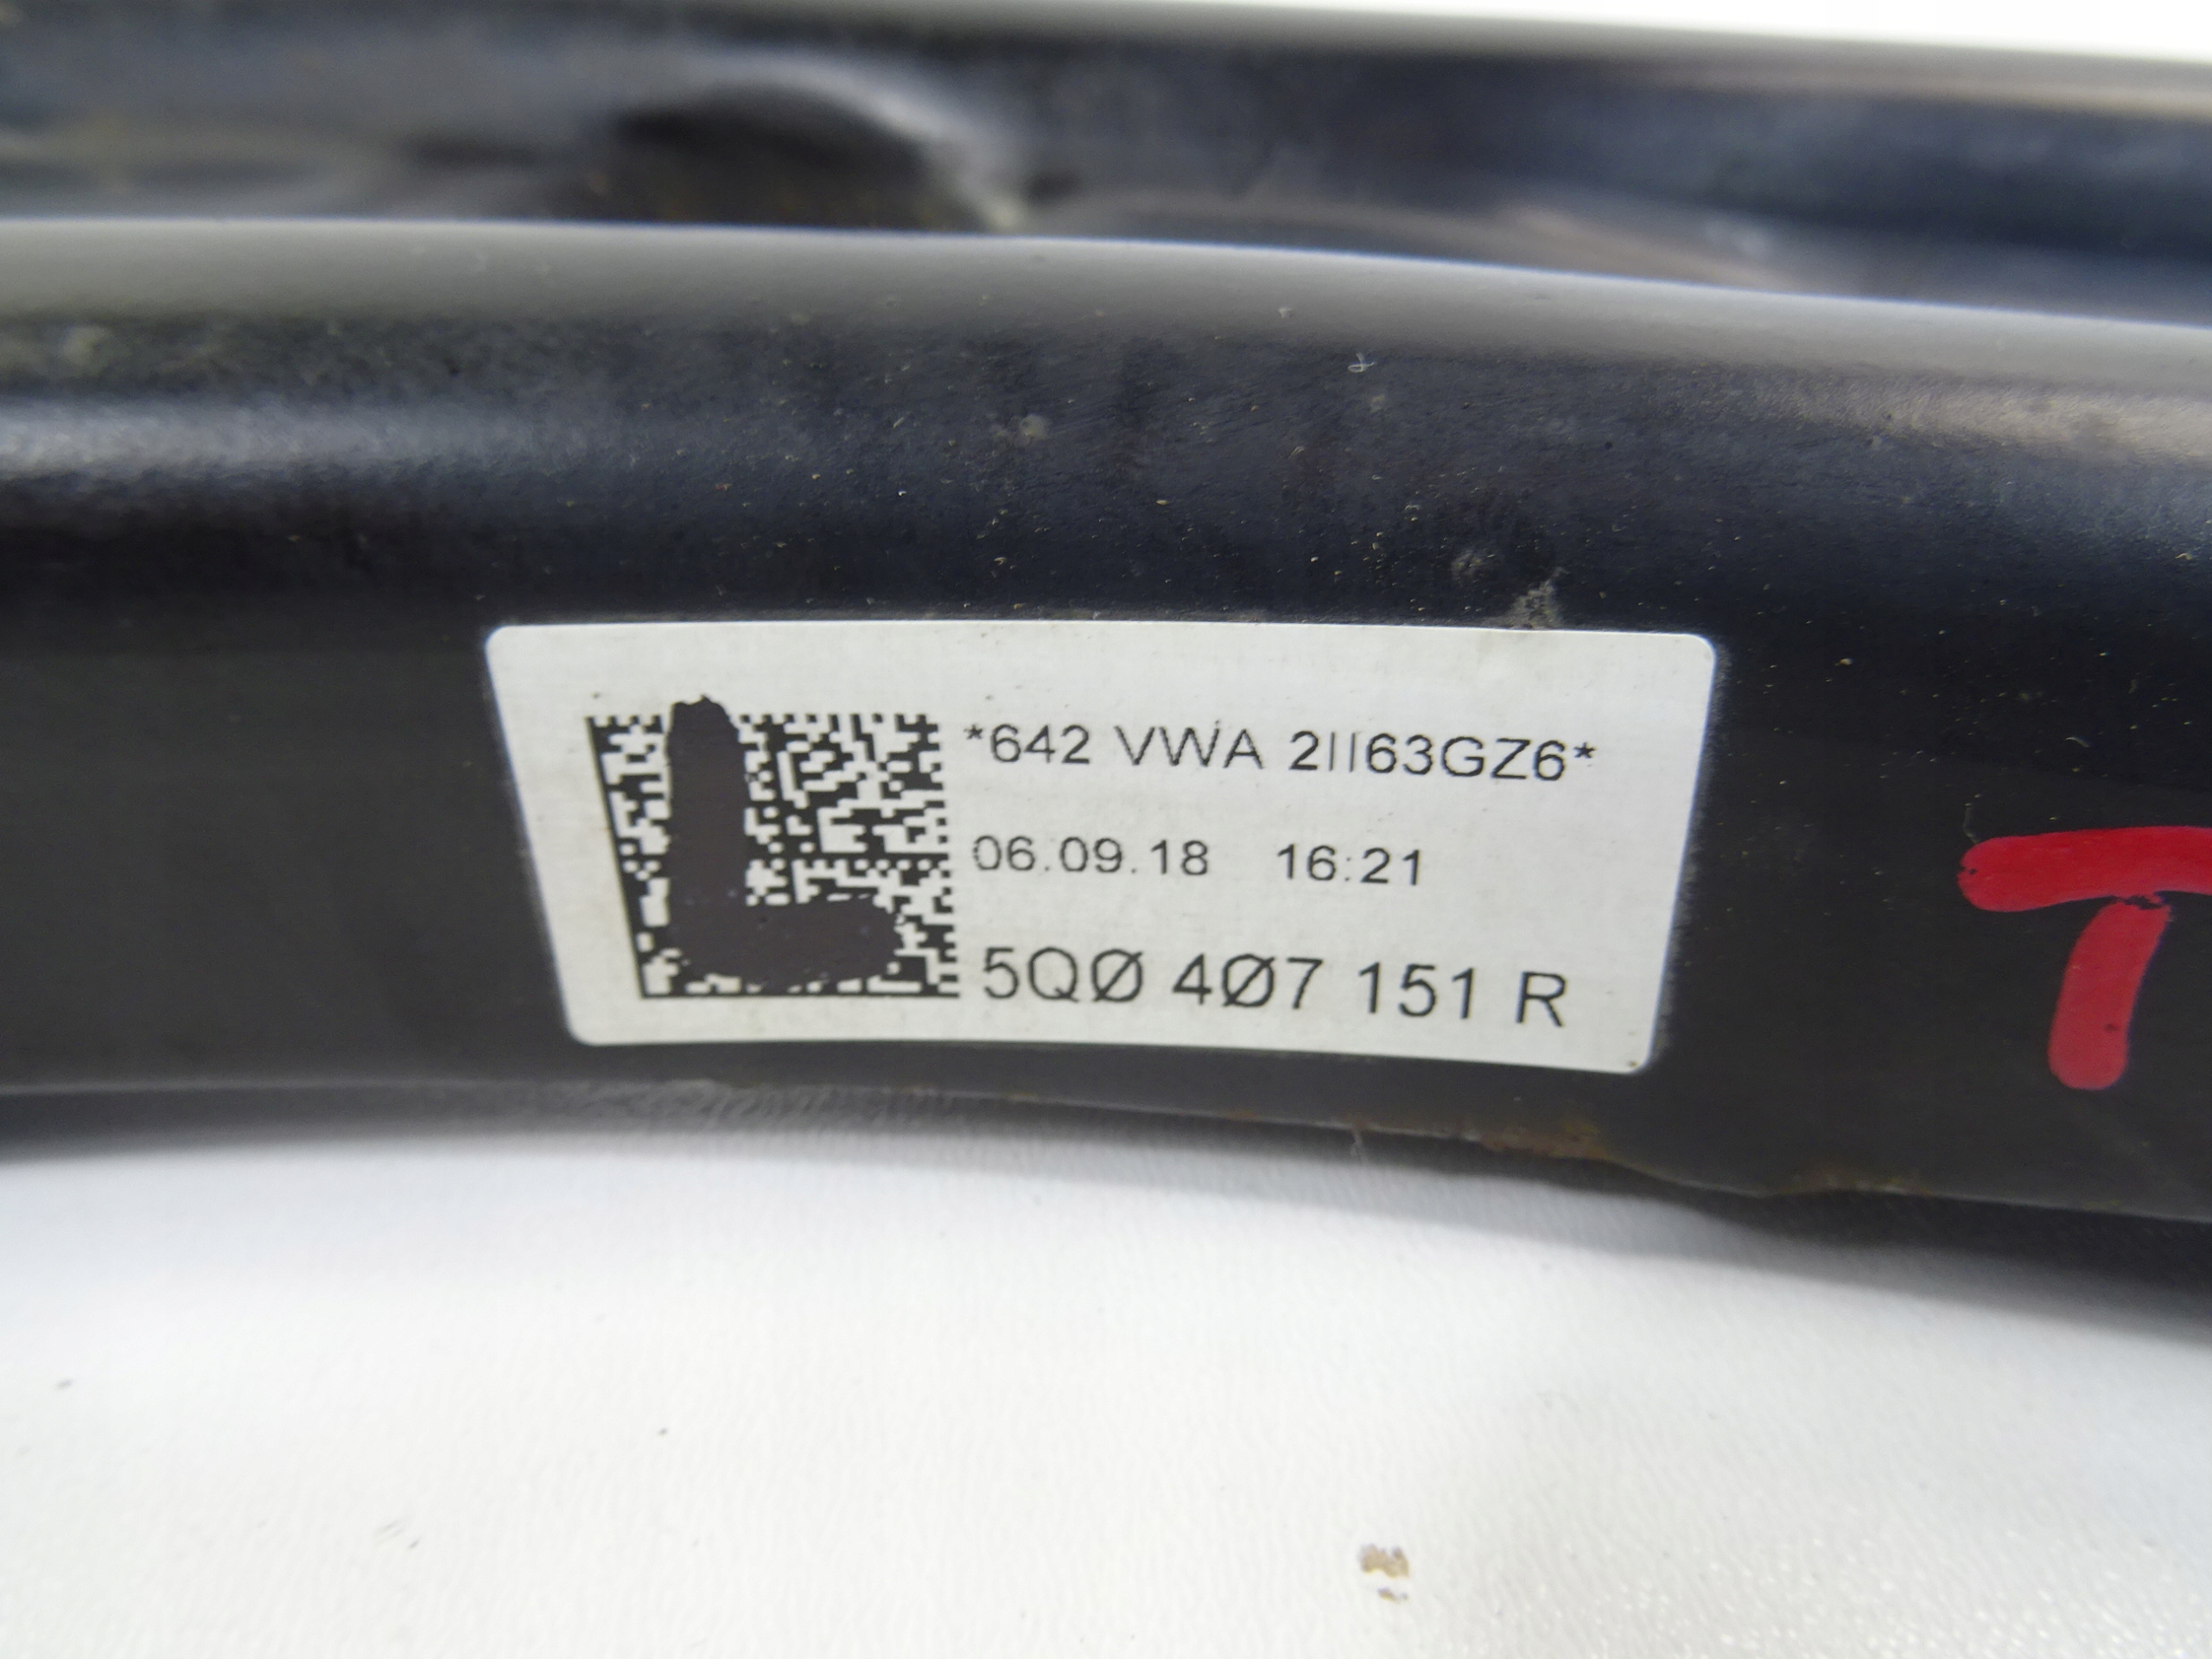 *642 VWA 2II63GZ6*
06.09.18 16:21
5QØ 4Ø7 151 R
L
T